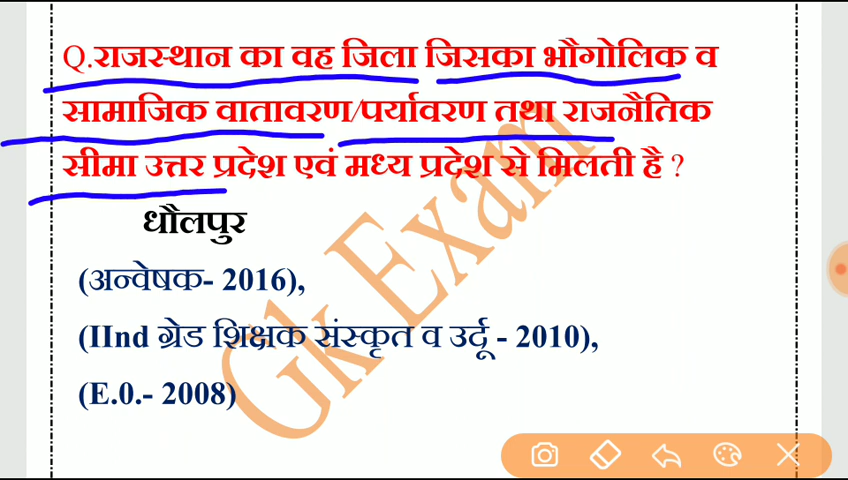 Q.राजस्थान का वह जिला जिसका भौगोलिक व
सामाजिक वातावरण/पर्यावरण तथा राजनैतिक
सीमा उत्तर प्रदेश एवं मध्य प्रदेश से मिलती है ?
धौलपुर
(अन्वेषक- 2016),
(IInd ग्रेड शिक्षक संस्कृत व उर्दू - 2010),
(E.0.- 2008)
Gk Exam